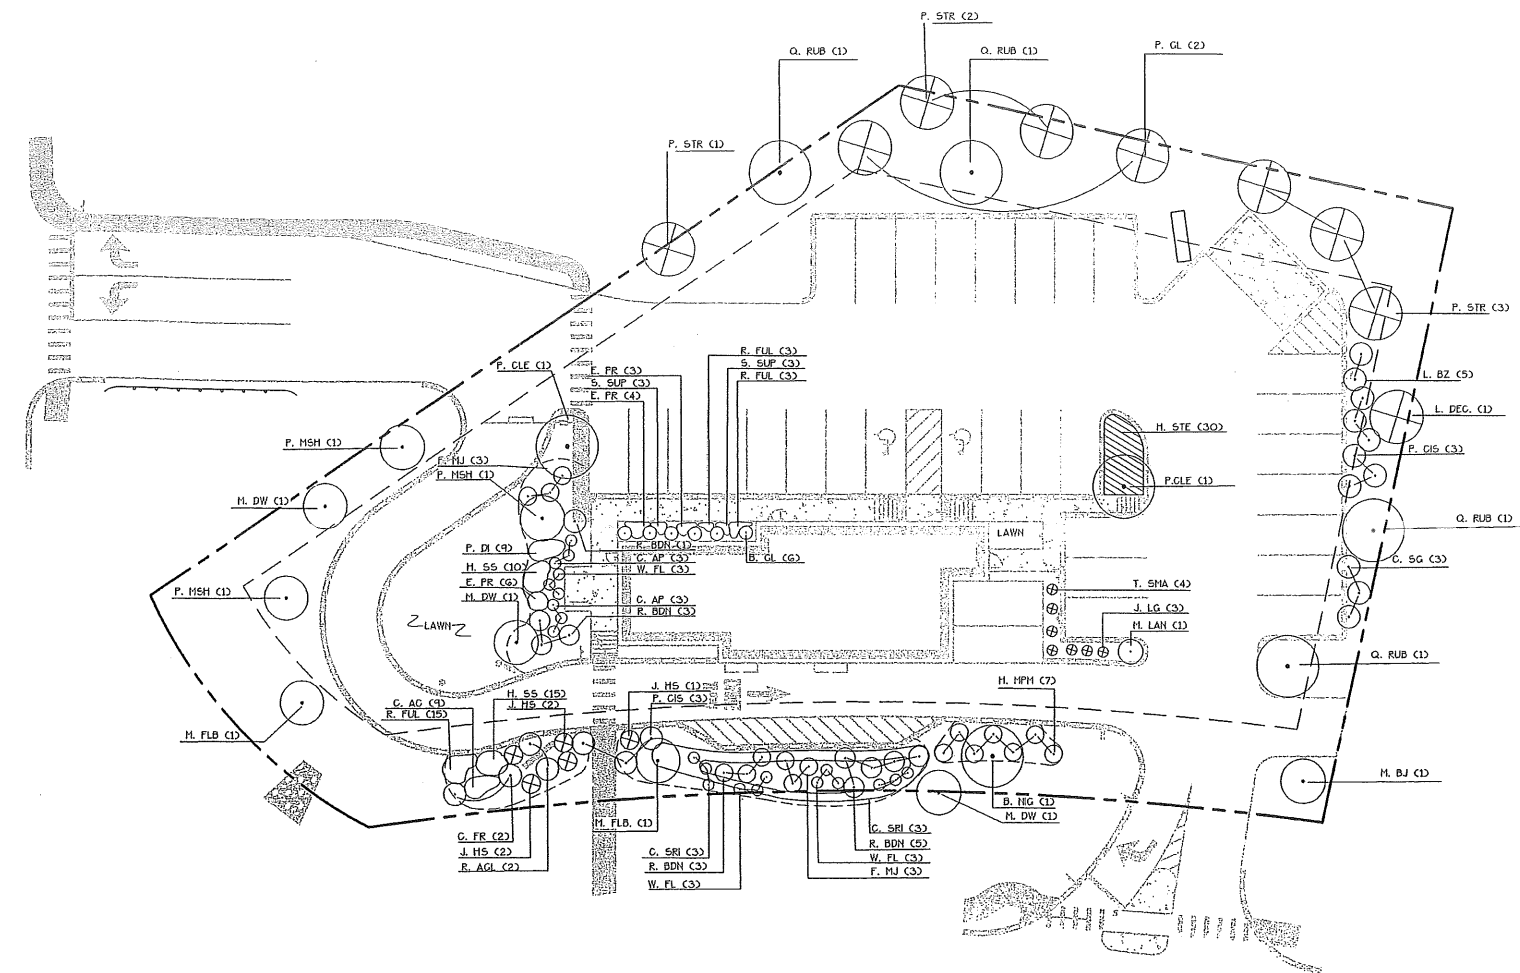 P. STR (2)
Q. RUB (1)
Q. RUB (1)
P. GL (2)
P. STR (1)
P. STR (3)
R. FUL (3)
S. SUP (3)
R. FUL (3)
P. CLE (1)
E. PR (3)
S. SUP (3)
E. PR (4)
L. BZ (5)
L. DEC. (1)
H. STE (30)
P. MSH (1)
P. CIS (3)
F. MJ (3)
P. MSH (1)
P.CLE (1)
M. DW (1)
Q. RUB (1)
LAWN
P. DI (9)
R. BDN (1)
C. AP (3)
B. GL (6)
W. FL (3)
C. SG (3)
H. SS (10)
E. PR (6)
T. SMA (4)
P. MSH (1)
M. DW (1)
C. AP (3)
R. BDN (3)
J. LG (3)
LAWN
M. LAN (1)
Q. RUB (1)
H. MPM (7)
J. HS (1)
P. CIS (3)
H. SS (15)
J. HS (2)
C. AC (9)
R. FUL (15)
M. FLB (1)
M. BJ (1)
B. NIG (1)
M. DW (1)
M. FLB. (1)
C. SRI (3)
R. BDN (5)
W. FL (3)
F. MJ (3)
C. FR (2)
J. HS (2)
R. AGL (2)
C. SRI (3)
R. BDN (3)
W. FL (3)